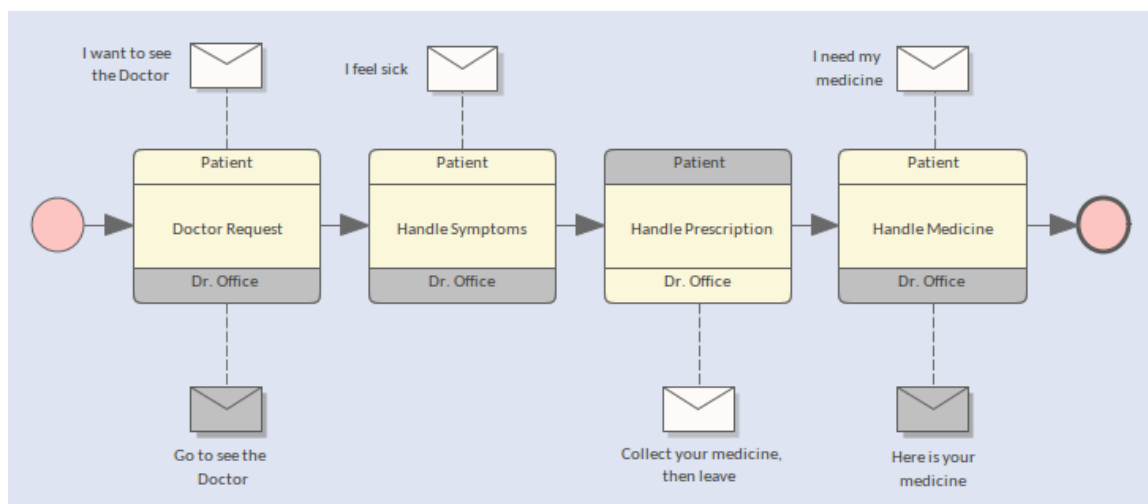 I want to see
the Doctor
I feel sick
I need my
medicine
Patient
Doctor Request
Dr. Office
Patient
Handle Symptoms
Dr. Office
Patient
Handle Prescription
Dr. Office
Patient
Handle Medicine
Dr. Office
Go to see the
Doctor
Collect your medicine,
then leave
Here is your
medicine